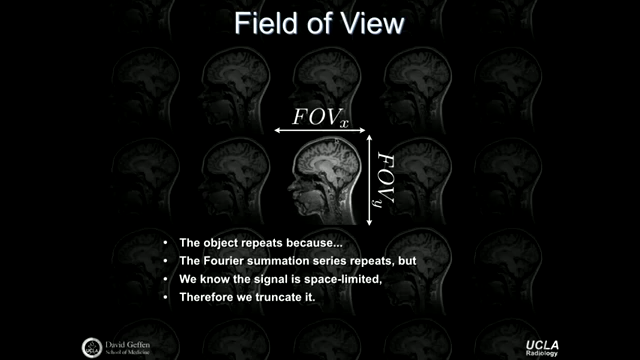 Field of View
FOVx
FOVy
• The object repeats because...
• The Fourier summation series repeats, but
• We know the signal is space-limited,
• Therefore we truncate it.
UCLA
David Geffen
School of Medicine
UCLA
Radiology